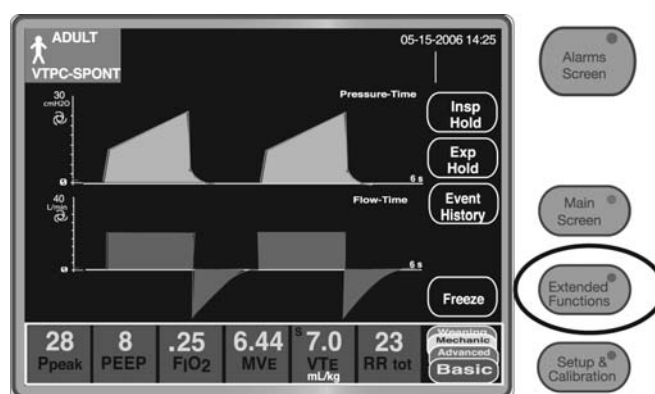 ADULT
VTPC-SPONT
05-15-2006 14:25
30
cmH2O
Pressure-Time
0
6 s
40
L/min
Flow-Time
0
6 s
Insp
Hold
Exp
Hold
Event
History
Freeze
28
Ppeak
8
PEEP
.25
FIO2
6.44
MVE
S 7.0
VTE
mL/kg
23
RR tot
Weaning
Mechanic
Advanced
Basic
Alarms
Screen
Main
Screen
Extended
Functions
Setup &
Calibration